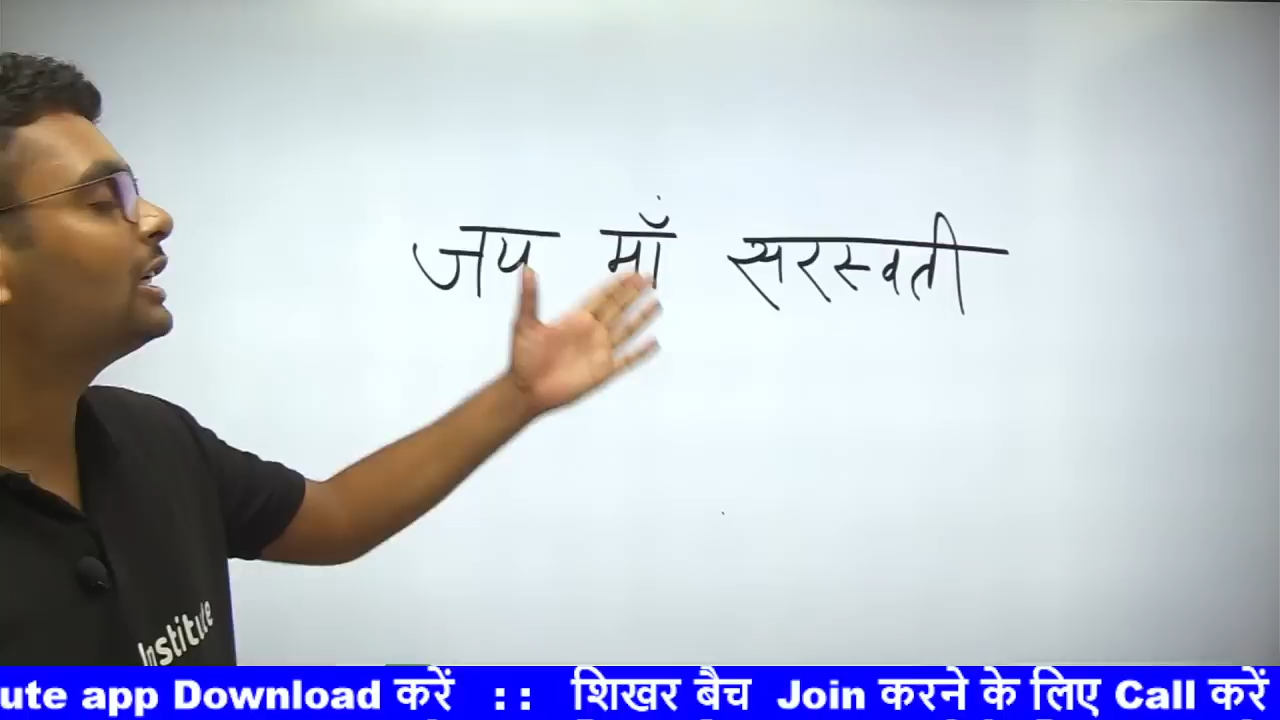 जय माँ सरस्वती
Institute
ute app Download करें :: शिखर बैच Join करने के लिए Call करें